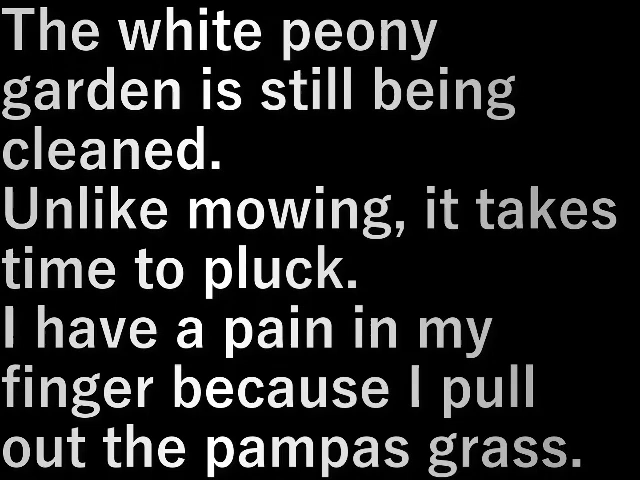 The white peony
garden is still being
cleaned.
Unlike mowing, it takes
time to pluck.
I have a pain in my
finger because I pull
out the pampas grass.